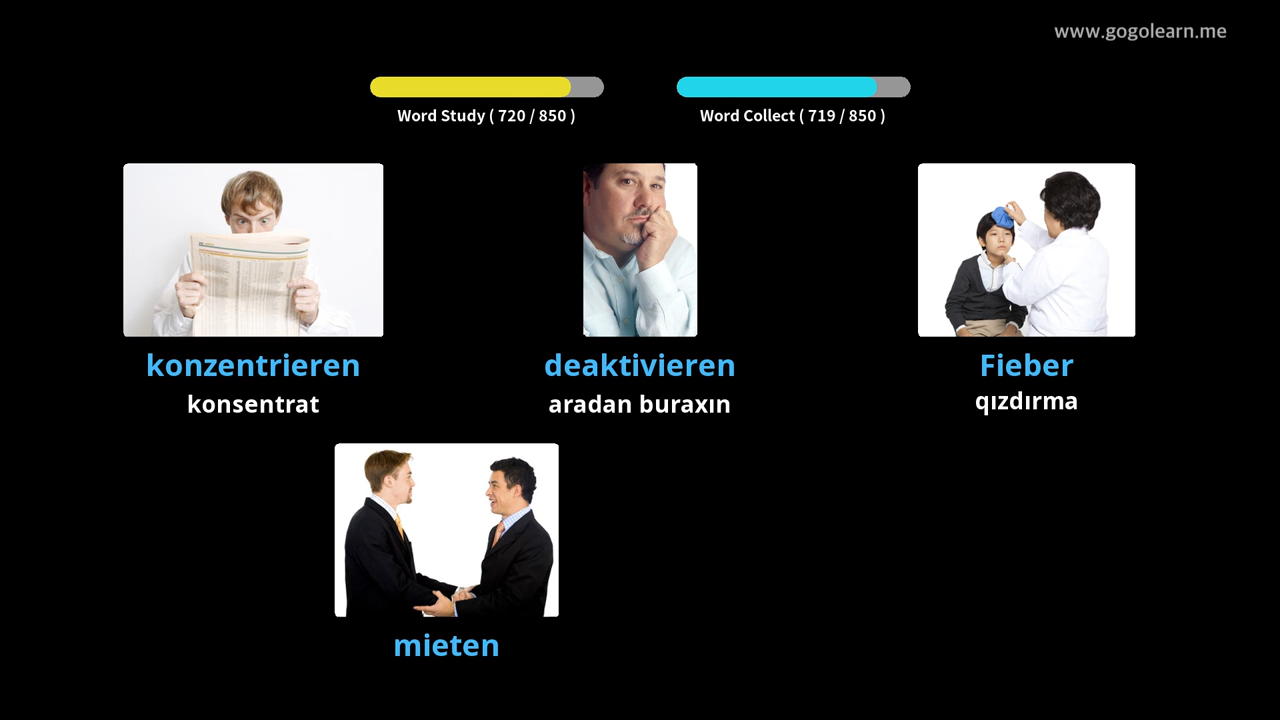 www.gogolearn.me
Word Study ( 720 / 850 )
Word Collect ( 719 / 850 )
konzentrieren
konsentrat
deaktivieren
aradan buraxın
Fieber
qızdırma
mieten